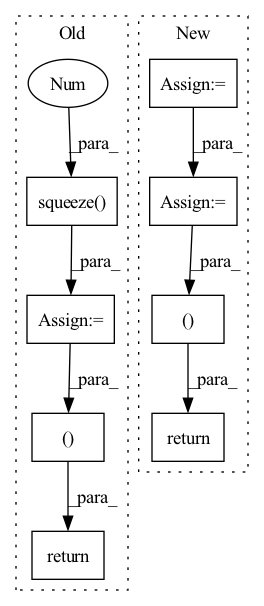 Old
New
Num
Assign:=
_para_
_para_
squeeze()
Assign:=
_para_
_para_
Assign:=
()
_para_
_para_
()
return
_para_
return